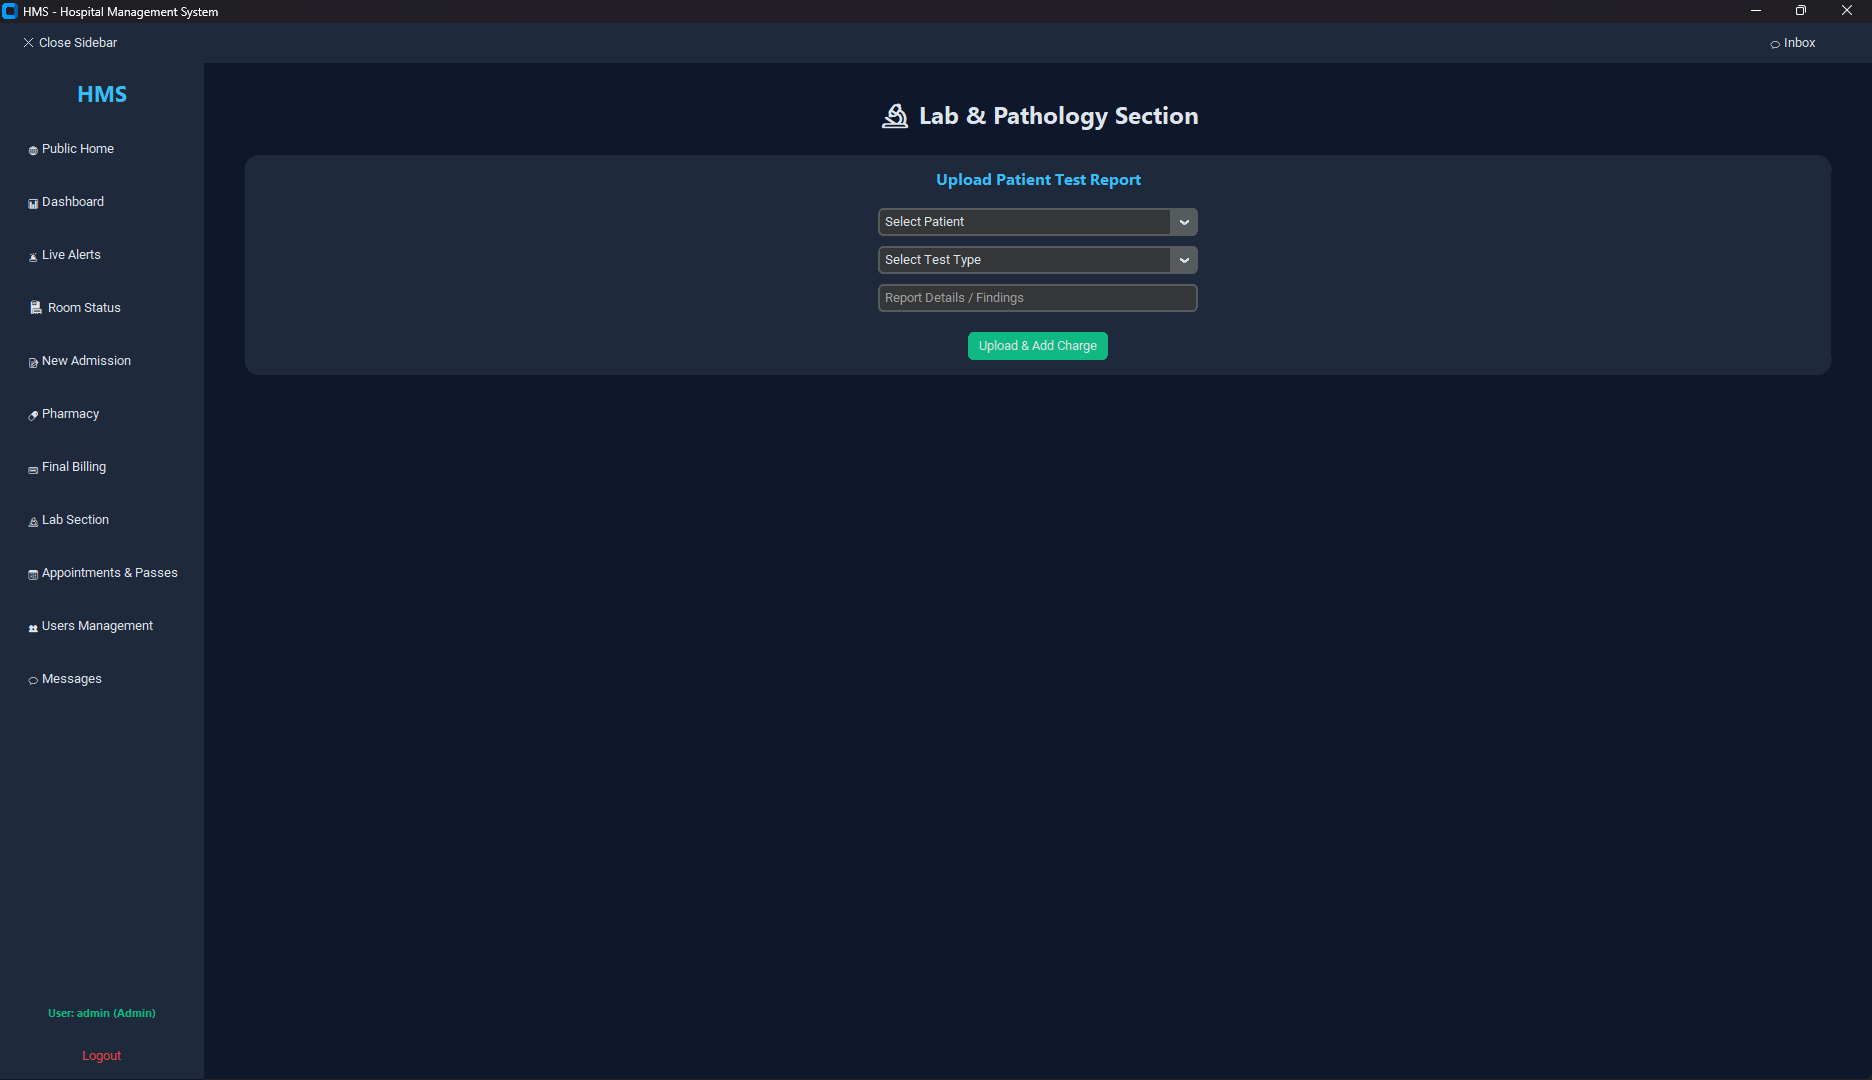 HMS - Hospital Management System
Close Sidebar
Inbox
HMS
Public Home
Dashboard
Live Alerts
Room Status
New Admission
Pharmacy
Final Billing
Lab Section
Appointments & Passes
Users Management
Messages
User: admin (Admin)
Logout
Lab & Pathology Section
Upload Patient Test Report
Select Patient
Select Test Type
Report Details / Findings
Upload & Add Charge